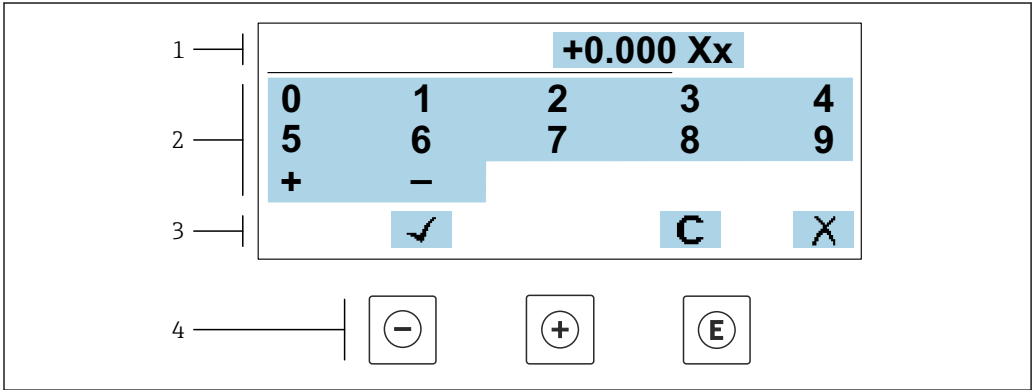 1 +0.000 Xx
0 1 2 3 4
2 5 6 7 8 9
+ –
3 ✓ C X
4 − + E